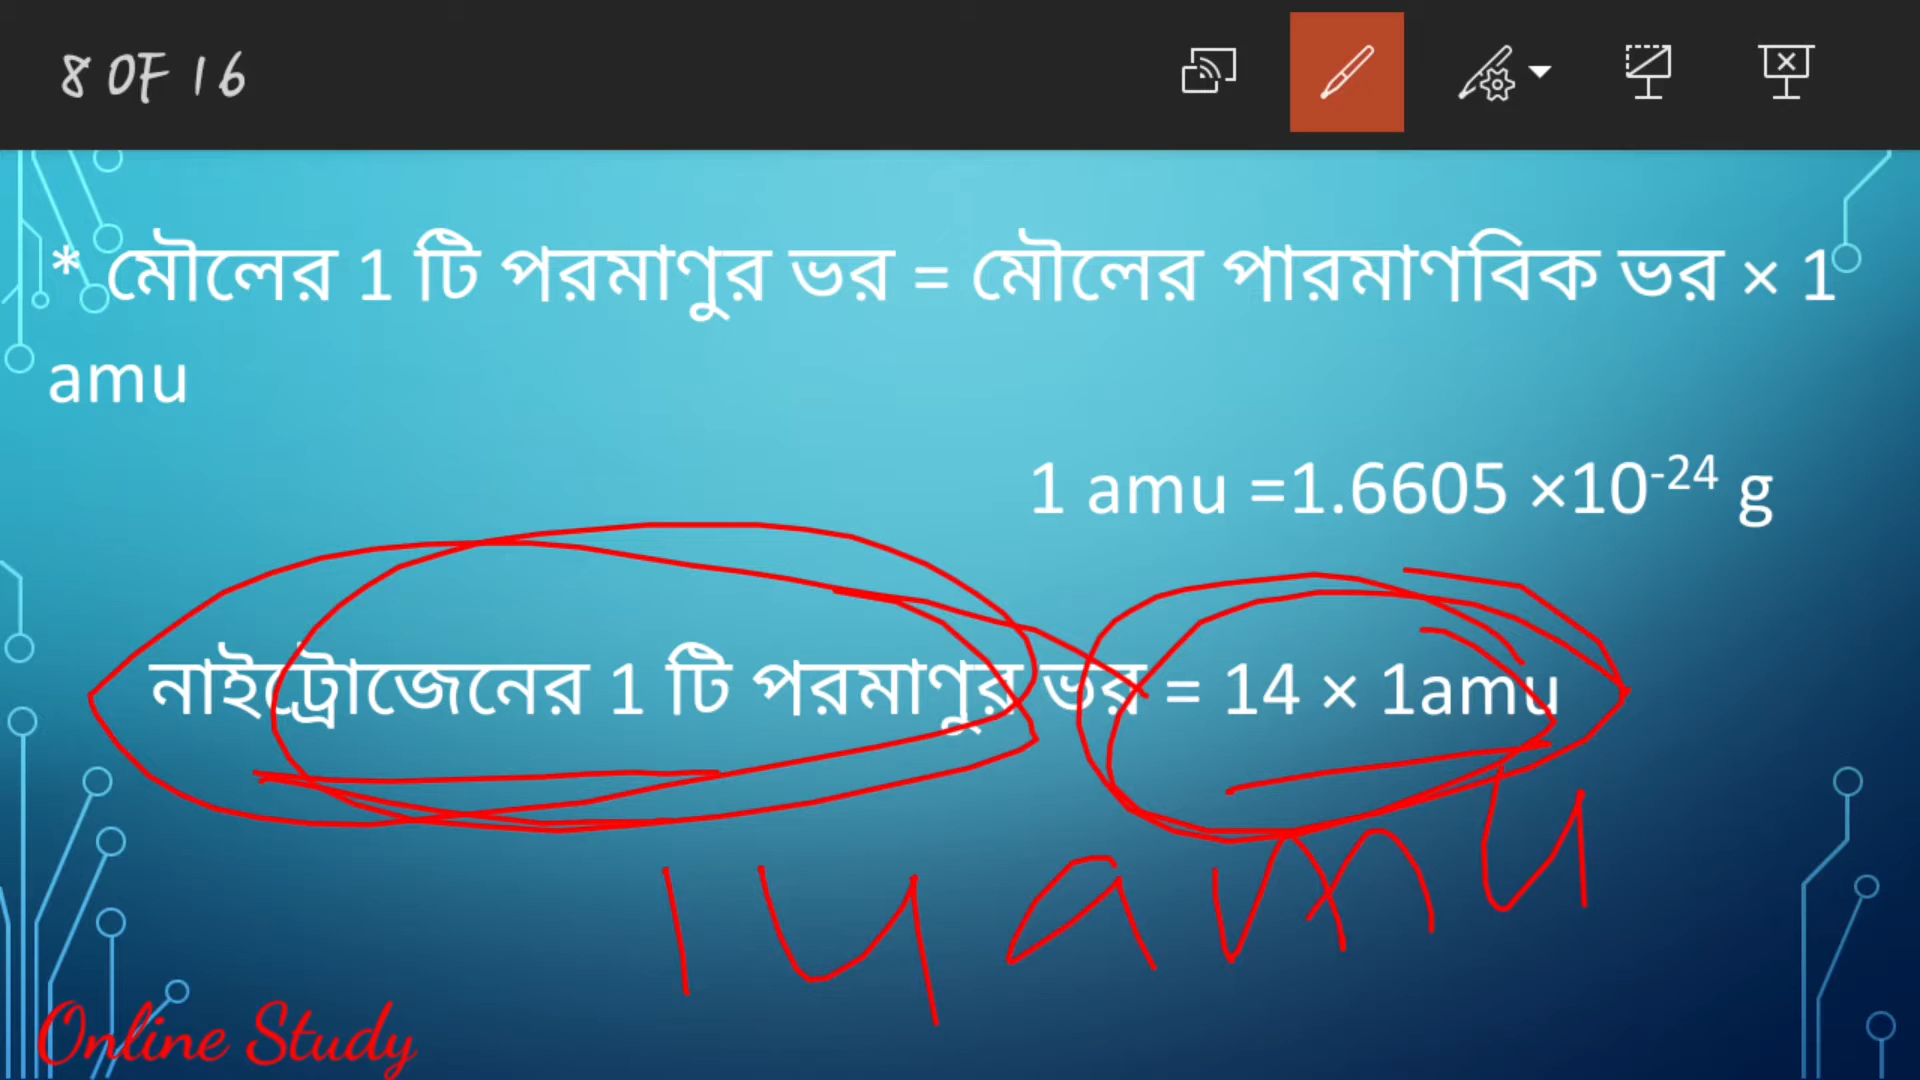 8 OF 16
* মৌলের 1 টি পরমাণুর ভর = মৌলের পারমাণবিক ভর × 1
amu
1 amu =1.6605 ×10⁻²⁴ g
নাইট্রোজেনের 1 টি পরমাণুর ভর = 14 × 1amu
14 amu
Online Study